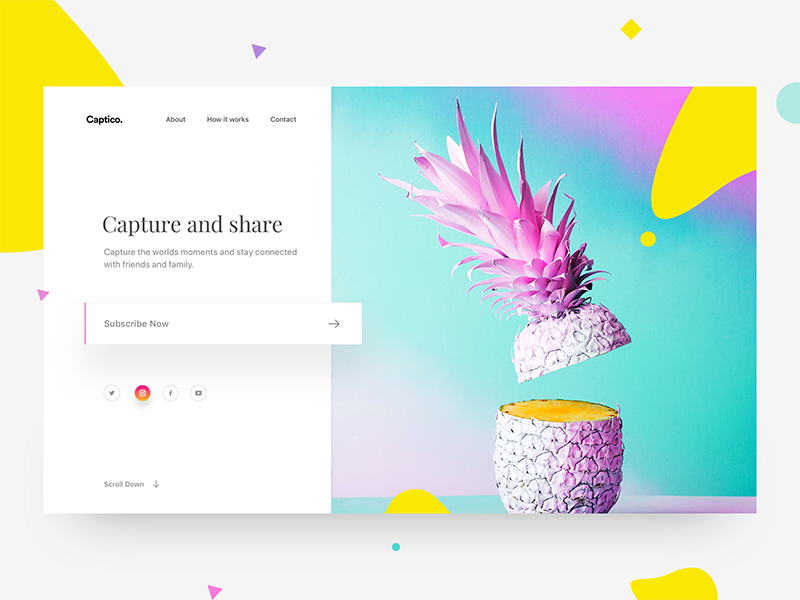 Captico.
About
How it works
Contact
Capture and share
Capture the worlds moments and stay connected
with friends and family.
Subscribe Now
Scroll Down